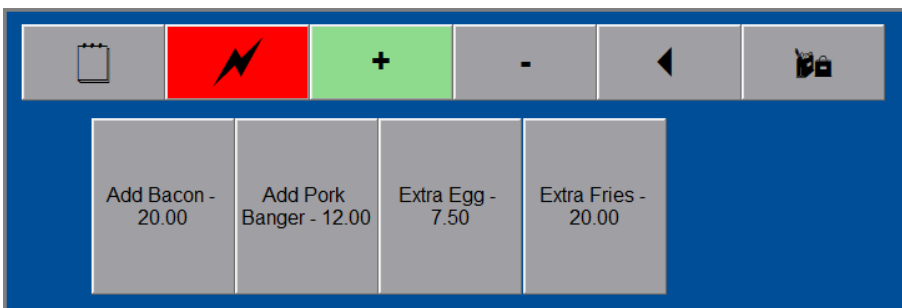 +
-
Add Bacon -
20.00
Add Pork
Banger - 12.00
Extra Egg -
7.50
Extra Fries -
20.00